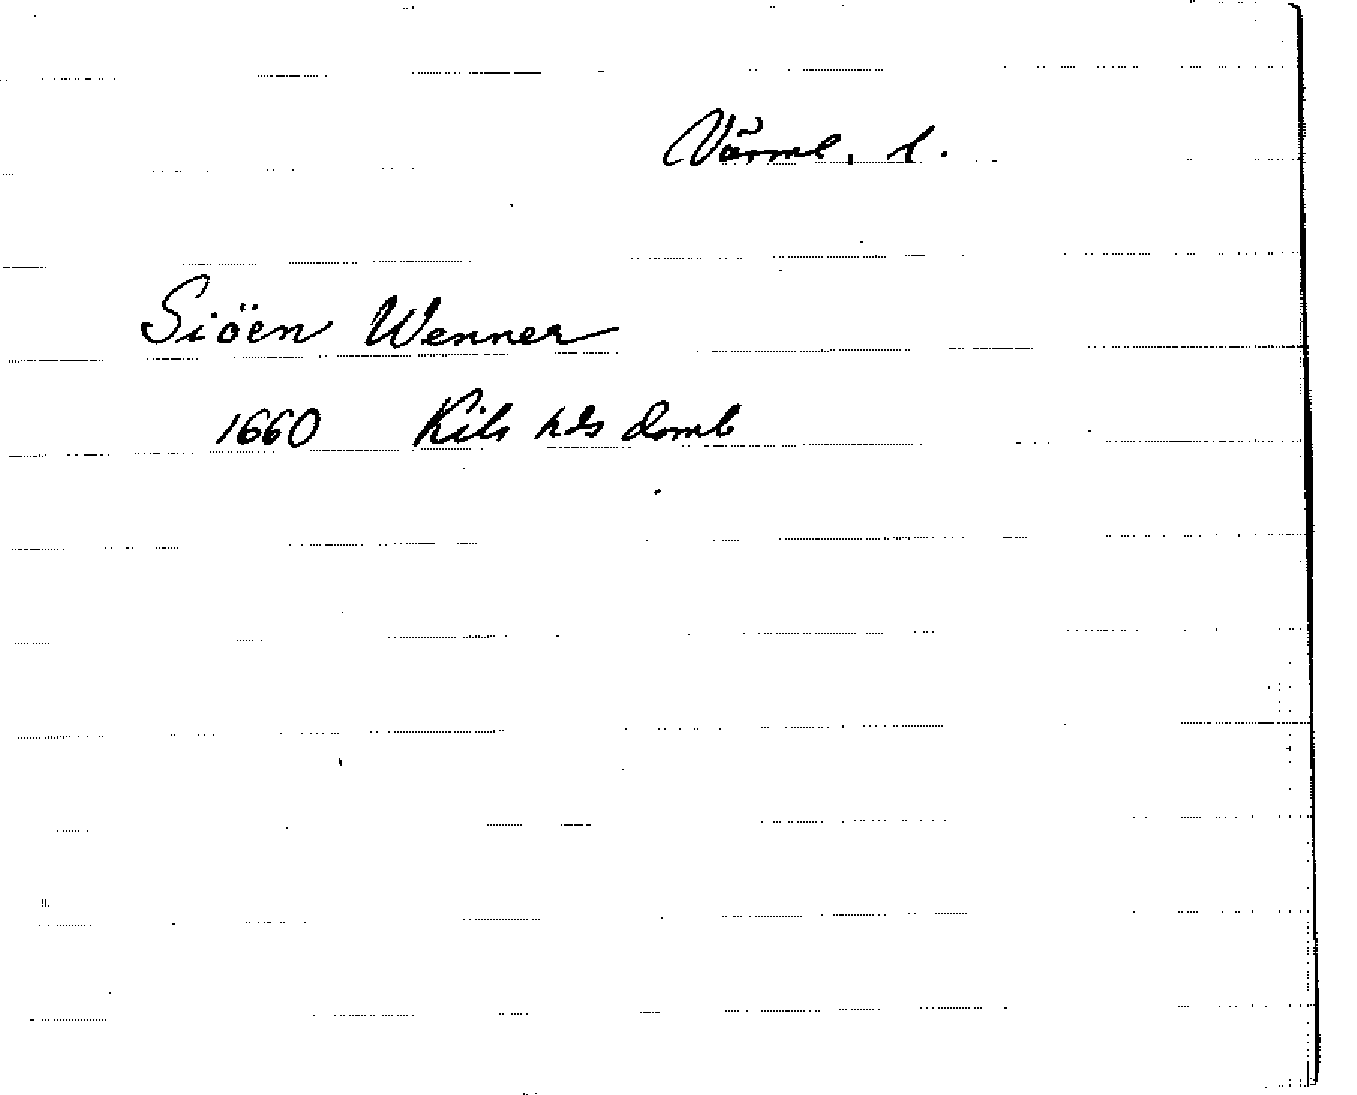 Värml. l.
Siöen Wenner
1660 Kils hds domb